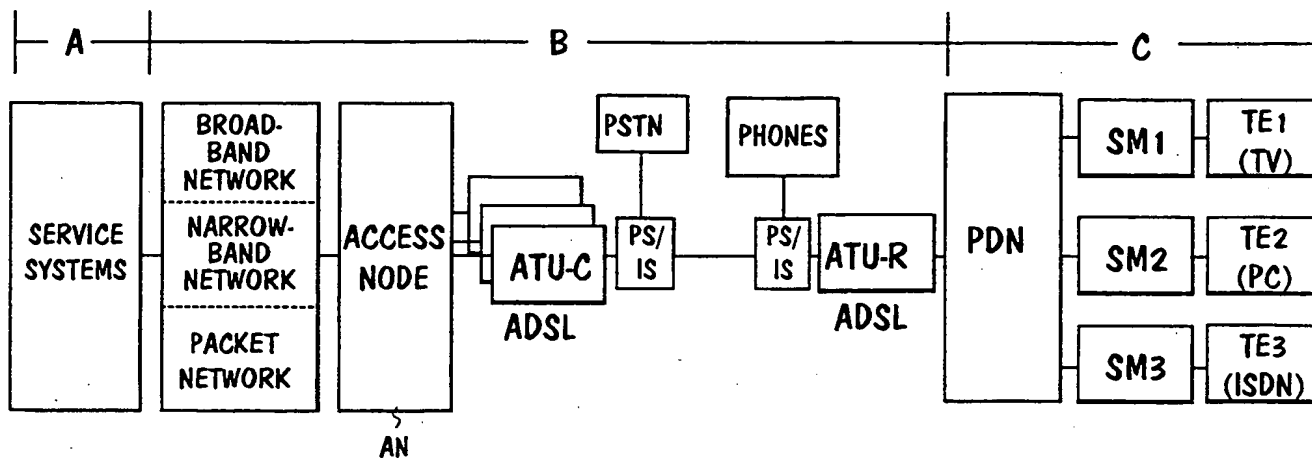 A
B
C
SERVICE
SYSTEMS
BROAD-
BAND
NETWORK
NARROW-
BAND
NETWORK
PACKET
NETWORK
ACCESS
NODE
AN
ATU-C
ADSL
PSTN
PS/
IS
PHONES
PS/
IS
ATU-R
ADSL
PDN
SM1
TE1
(TV)
SM2
TE2
(PC)
SM3
TE3
(ISDN)